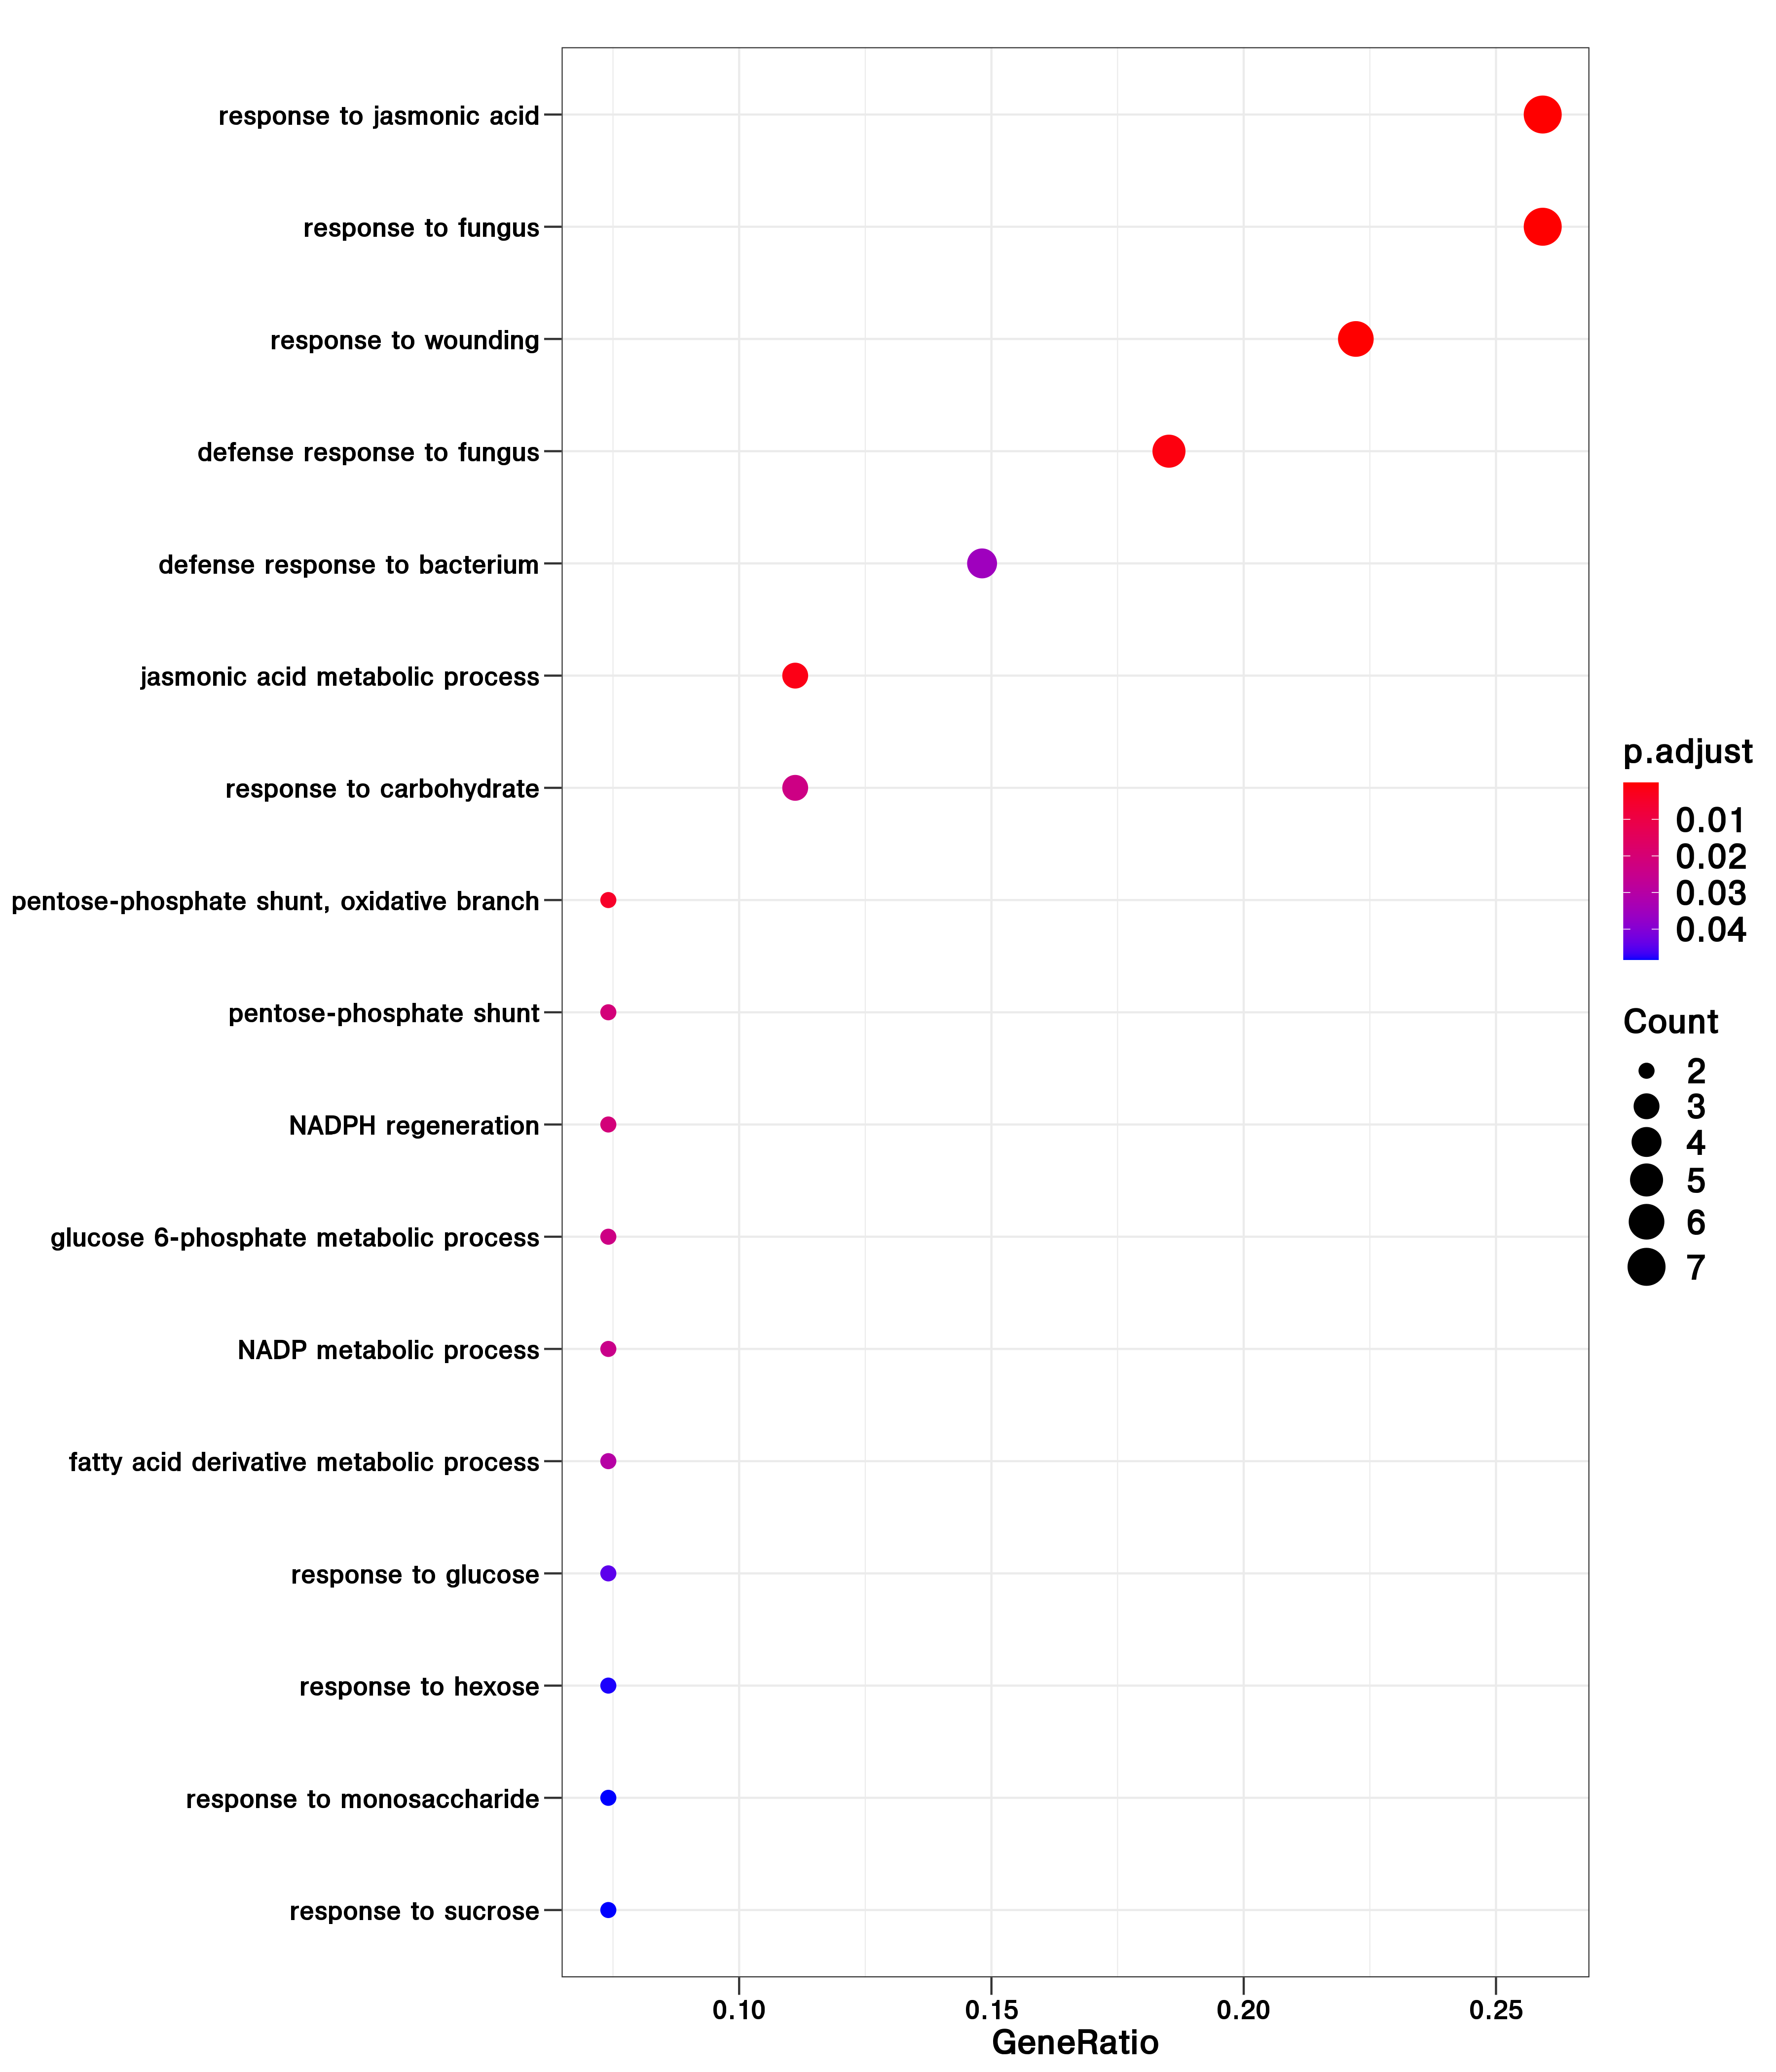 response to jasmonic acid
response to fungus
response to wounding
defense response to fungus
defense response to bacterium
jasmonic acid metabolic process
response to carbohydrate
pentose-phosphate shunt, oxidative branch
pentose-phosphate shunt
NADPH regeneration
glucose 6-phosphate metabolic process
NADP metabolic process
fatty acid derivative metabolic process
response to glucose
response to hexose
response to monosaccharide
response to sucrose
0.10 0.15 0.20 0.25
GeneRatio
p.adjust
0.01
0.02
0.03
0.04
Count
2
3
4
5
6
7